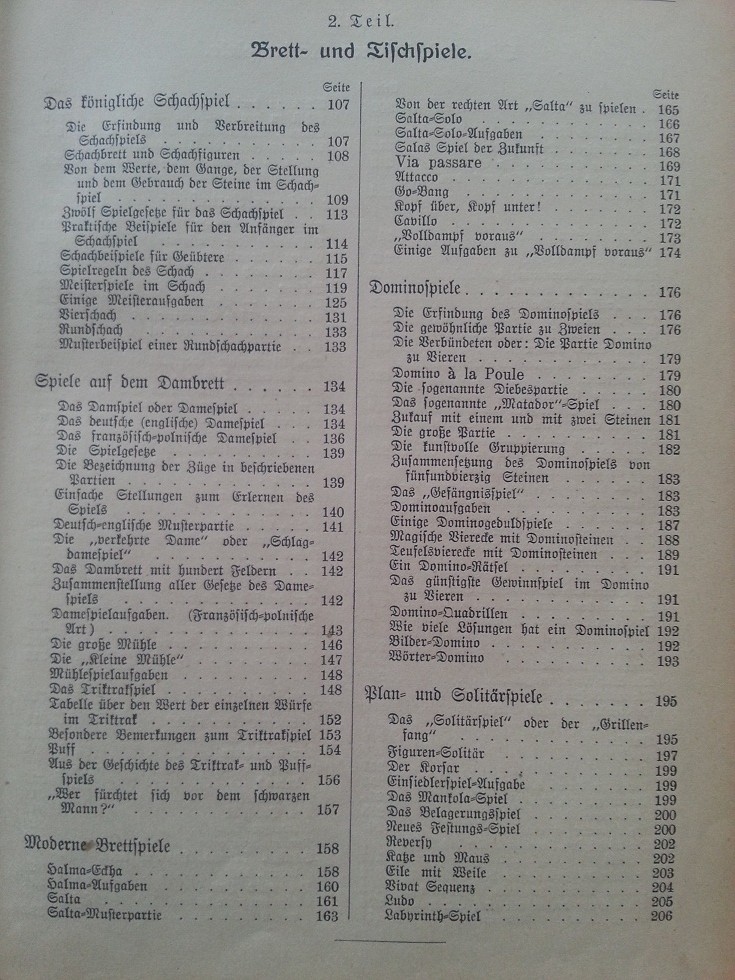 2. Teil.
Brett- und Tischspiele.
Seite
Das königliche Schachspiel . . . . . . 107
Die Erfindung und Verbreitung des
Schachspiels . . . . . . . . . . 107
Schachbrett und Schachfiguren . . . . . 108
Von dem Werte, dem Gange, der Stellung
und dem Gebrauch der Steine im Schach-
spiel . . . . . . . . . . . . 109
Zwölf Spielgesetze für das Schachspiel . . 113
Praktische Beispiele für den Anfänger im
Schachspiel . . . . . . . . . . 114
Schachbeispiele für Geübtere . . . . . 115
Spielregeln des Schach . . . . . . . 117
Meisterspiele im Schach . . . . . . . 119
Einige Meisteraufgaben . . . . . . . 125
Vierschach . . . . . . . . . . . 131
Rundschach . . . . . . . . . . . 133
Musterbeispiel einer Rundschachpartie . . 133
Spiele auf dem Dambrett . . . . . . 134
Das Damspiel oder Damespiel . . . . . 134
Das deutsche (englische) Damespiel . . . 134
Das französisch-polnische Damespiel . . 136
Die Spielgesetze . . . . . . . . . 139
Die Bezeichnung der Züge in beschriebenen
Partien . . . . . . . . . . . 139
Einfache Stellungen zum Erlernen des
Spiels . . . . . . . . . . . 140
Deutsch-englische Musterpartie . . . . . 141
Die „verkehrte Dame“ oder „Schlag-
damespiel“ . . . . . . . . . . 142
Das Dambrett mit hundert Feldern . . 142
Zusammenstellung aller Gesetze des Dame-
spiels . . . . . . . . . . . 142
Damespielaufgaben. (Französisch-polnische
Art) . . . . . . . . . . . . 143
Die große Mühle . . . . . . . . . 146
Die „Kleine Mühle“ . . . . . . . . 147
Mühlespielaufgaben . . . . . . . . 148
Das Triktrakspiel . . . . . . . . . 148
Tabelle über den Wert der einzelnen Würfe
im Triktrak . . . . . . . . . . 152
Besondere Bemerkungen zum Triktrakspiel 153
Puff . . . . . . . . . . . . . 154
Aus der Geschichte des Triktrak- und Puff-
spiels . . . . . . . . . . . 156
„Wer fürchtet sich vor dem schwarzen
Mann?“ . . . . . . . . . . . 157
Moderne Brettspiele . . . . . . . . 158
Halma-Ecka . . . . . . . . . . . 158
Halma-Aufgaben . . . . . . . . . 160
Salta . . . . . . . . . . . . . 161
Salta-Musterpartie . . . . . . . . 163
Seite
Von der rechten Art „Salta“ zu spielen . 165
Salta-Solo . . . . . . . . . . . 166
Salta-Solo-Aufgaben . . . . . . . . 167
Salas Spiel der Zukunft . . . . . . . 168
Via passare . . . . . . . . . . . 169
Attacco . . . . . . . . . . . . 171
Go-Bang . . . . . . . . . . . . 171
Kopf über, Kopf unter! . . . . . . . 172
Cavillo . . . . . . . . . . . . 172
„Volldampf voraus“ . . . . . . . . 173
Einige Aufgaben zu „Volldampf voraus“ 174
Dominospiele . . . . . . . . . . . 176
Die Erfindung des Dominospiels . . . 176
Die gewöhnliche Partie zu Zweien . . . 176
Die Verbündeten oder: Die Partie Domino
zu Vieren . . . . . . . . . . 179
Domino à la Poule . . . . . . . . 179
Die sogenannte Diebespartie . . . . . 180
Das sogenannte „Matador“-Spiel . . . 180
Zukauf mit einem und mit zwei Steinen 181
Die große Partie . . . . . . . . . 181
Die kunstvolle Gruppierung . . . . . 182
Zusammensetzung des Dominospiels von
fünfundvierzig Steinen . . . . . . 183
Das „Gefängnisspiel“ . . . . . . . . 183
Dominoaufgaben . . . . . . . . . 183
Einige Dominogeduldspiele . . . . . . 187
Magische Vierecke mit Dominosteinen . . 188
Teufelsvierecke mit Dominosteinen . . . 189
Ein Domino-Rätsel . . . . . . . . 191
Das günstigste Gewinnspiel im Domino
zu Vieren . . . . . . . . . . 191
Domino-Quadrillen . . . . . . . . 191
Wie viele Lösungen hat ein Dominospiel 192
Bilder-Domino . . . . . . . . . . 192
Wörter-Domino . . . . . . . . . . 193
Plan- und Solitärspiele . . . . . . . 195
Das „Solitärspiel“ oder der „Grillen-
fang“ . . . . . . . . . . . . 195
Figuren-Solitär . . . . . . . . . . 197
Der Korsar . . . . . . . . . . . 199
Einsiedlerspiel-Aufgabe . . . . . . . 199
Das Mankola-Spiel . . . . . . . . . 199
Das Belagerungsspiel . . . . . . . . 200
Neues Festungs-Spiel . . . . . . . . 200
Reversy . . . . . . . . . . . . 202
Katze und Maus . . . . . . . . . 202
Eile mit Weile . . . . . . . . . . 203
Vivat Sequenz . . . . . . . . . . 204
Ludo . . . . . . . . . . . . . 205
Labyrinth-Spiel . . . . . . . . . . 206